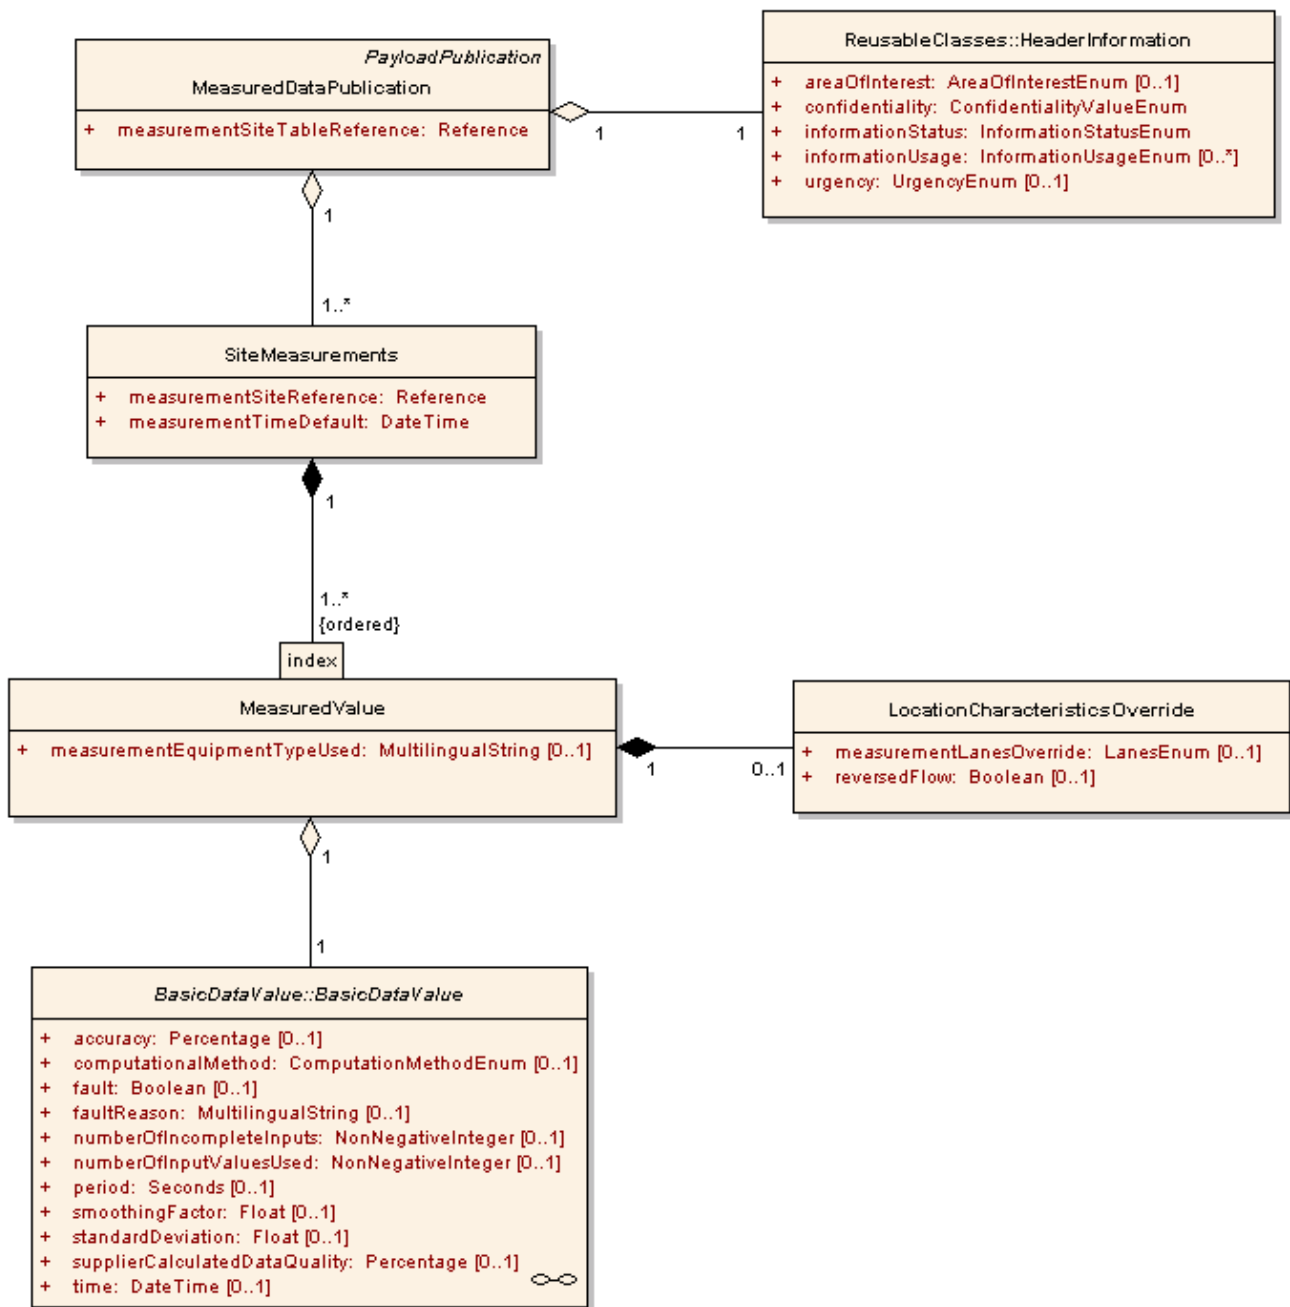 PayloadPublication
MeasuredDataPublication
+ measurementSiteTableReference: Reference
1
1
ReusableClasses::HeaderInformation
+ areaOfInterest: AreaOfInterestEnum [0..1]
+ confidentiality: ConfidentialityValueEnum
+ informationStatus: InformationStatusEnum
+ informationUsage: InformationUsageEnum [0..*]
+ urgency: UrgencyEnum [0..1]
1
1..*
SiteMeasurements
+ measurementSiteReference: Reference
+ measurementTimeDefault: DateTime
1
1..*
{ordered}
index
MeasuredValue
+ measurementEquipmentTypeUsed: MultilingualString [0..1]
1
0..1
LocationCharacteristicsOverride
+ measurementLanesOverride: LanesEnum [0..1]
+ reversedFlow: Boolean [0..1]
1
1
BasicDataValue::BasicDataValue
+ accuracy: Percentage [0..1]
+ computationalMethod: ComputationMethodEnum [0..1]
+ fault: Boolean [0..1]
+ faultReason: MultilingualString [0..1]
+ numberOfIncompleteInputs: NonNegativeInteger [0..1]
+ numberOfInputValuesUsed: NonNegativeInteger [0..1]
+ period: Seconds [0..1]
+ smoothingFactor: Float [0..1]
+ standardDeviation: Float [0..1]
+ supplierCalculatedDataQuality: Percentage [0..1]
+ time: DateTime [0..1]